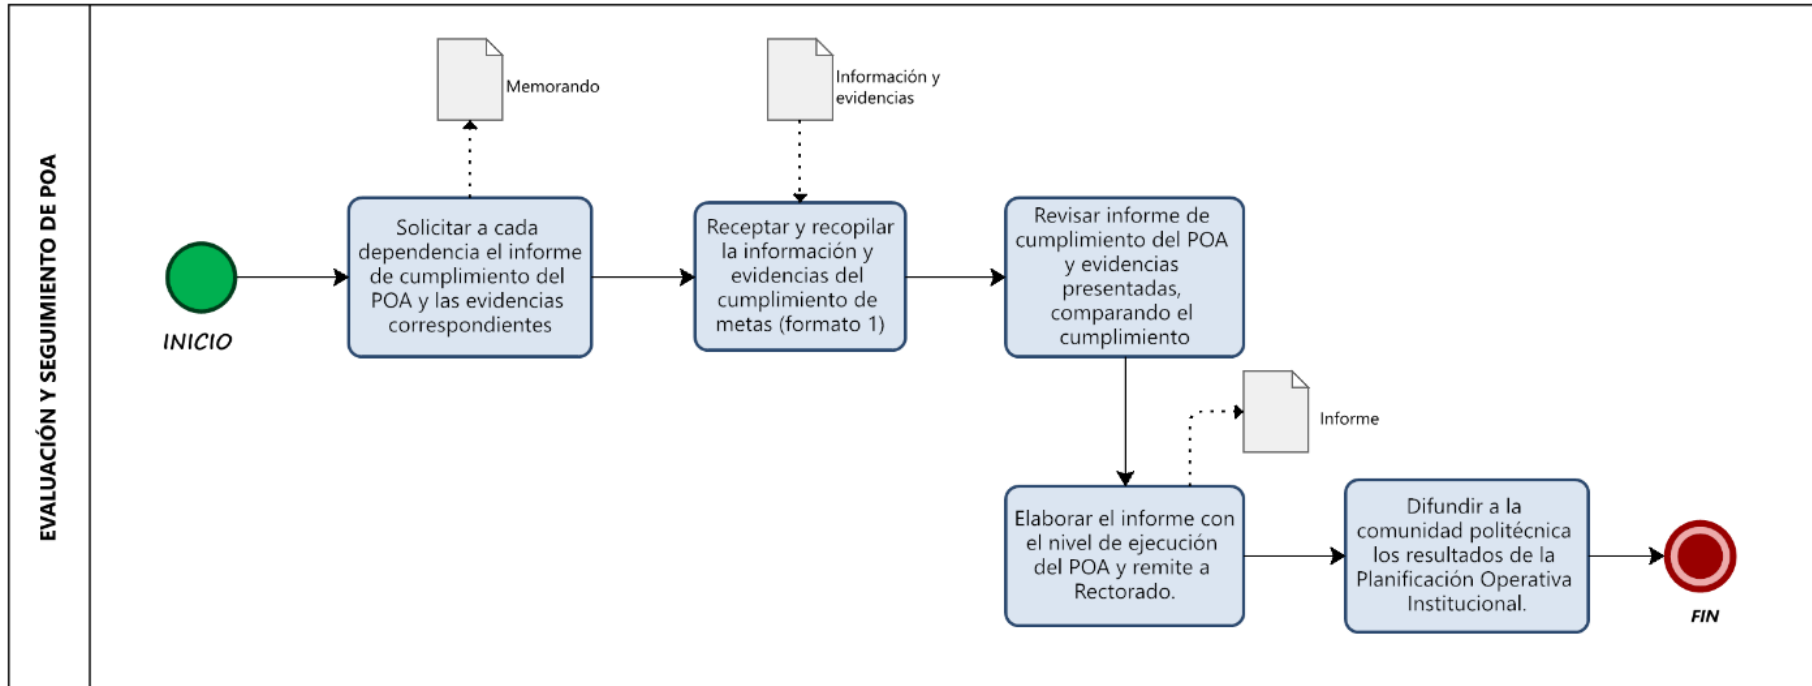 EVALUACIÓN Y SEGUIMIENTO DE POA
Memorando
Información y
evidencias
INICIO
Solicitar a cada
dependencia el informe
de cumplimiento del
POA y las evidencias
correspondientes
Receptar y recopilar
la información y
evidencias del
cumplimiento de
metas (formato 1)
Revisar informe de
cumplimiento del POA
y evidencias
presentadas,
comparando el
cumplimiento
Informe
Elaborar el informe con
el nivel de ejecución
del POA y remite a
Rectorado.
Difundir a la
comunidad politécnica
los resultados de la
Planificación Operativa
Institucional.
FIN